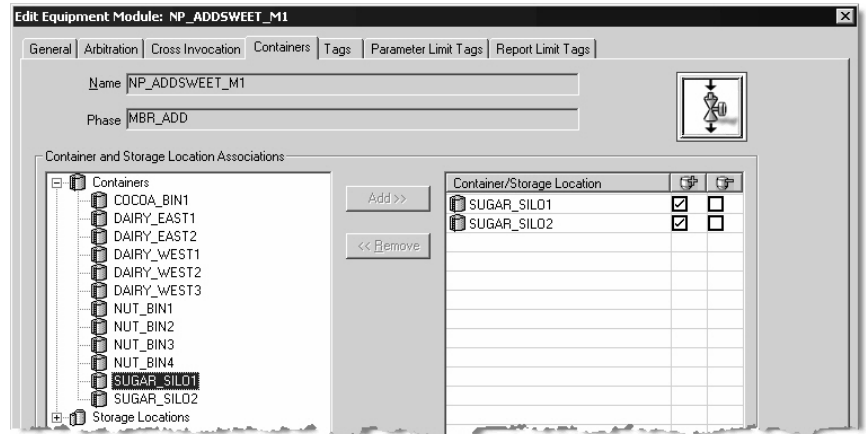 Edit Equipment Module: NP_ADDSWEET_M1
General Arbitration Cross Invocation Containers Tags Parameter Limit Tags Report Limit Tags
Name NP_ADDSWEET_M1
Phase MBR_ADD
Container and Storage Location Associations
Containers
COCOA_BIN1
DAIRY_EAST1
DAIRY_EAST2
DAIRY_WEST1
DAIRY_WEST2
DAIRY_WEST3
NUT_BIN1
NUT_BIN2
NUT_BIN3
NUT_BIN4
SUGAR_SILO1
SUGAR_SILO2
Storage Locations
Add >>
<< Remove
Container/Storage Location
SUGAR_SILO1
SUGAR_SILO2